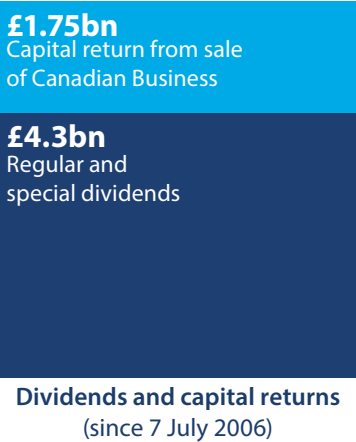 £1.75bn
Capital return from sale
of Canadian Business
£4.3bn
Regular and
special dividends
Dividends and capital returns
(since 7 July 2006)